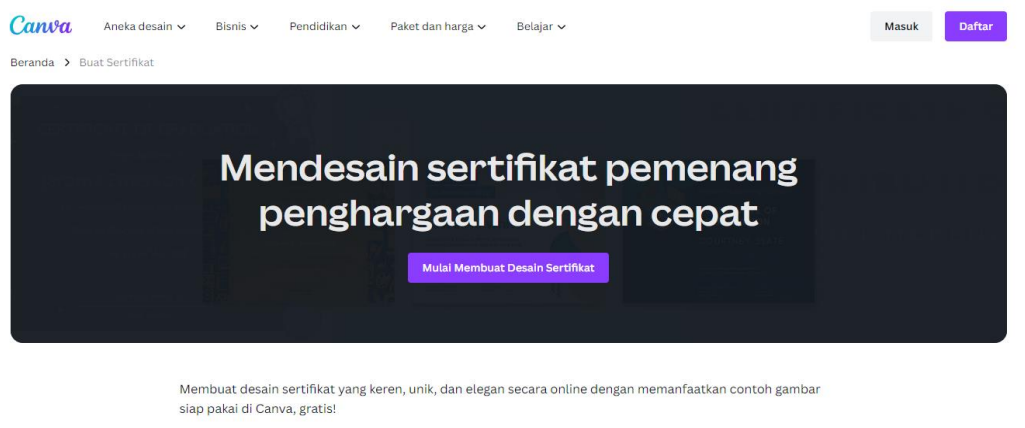 Canva
Aneka desain Bisnis Pendidikan Paket dan harga Belajar Masuk Daftar
Beranda > Buat Sertifikat
Mendesain sertifikat pemenang
penghargaan dengan cepat
Mulai Membuat Desain Sertifikat
Membuat desain sertifikat yang keren, unik, dan elegan secara online dengan memanfaatkan contoh gambar
siap pakai di Canva, gratis!